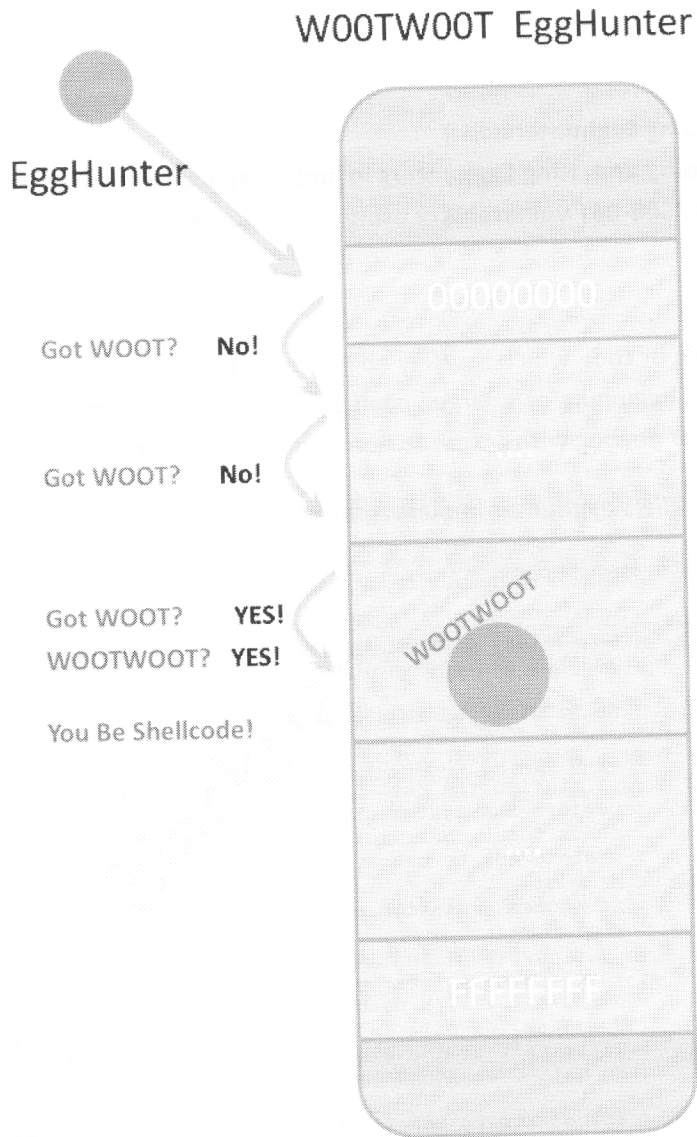 W00TW00T EggHunter
EggHunter
00000000
Got WOOT? No!
...
Got WOOT? No!
Got WOOT? YES!
WOOTWOOT? YES!
WOOTWOOT
You Be Shellcode!
....
FFFFFFFF